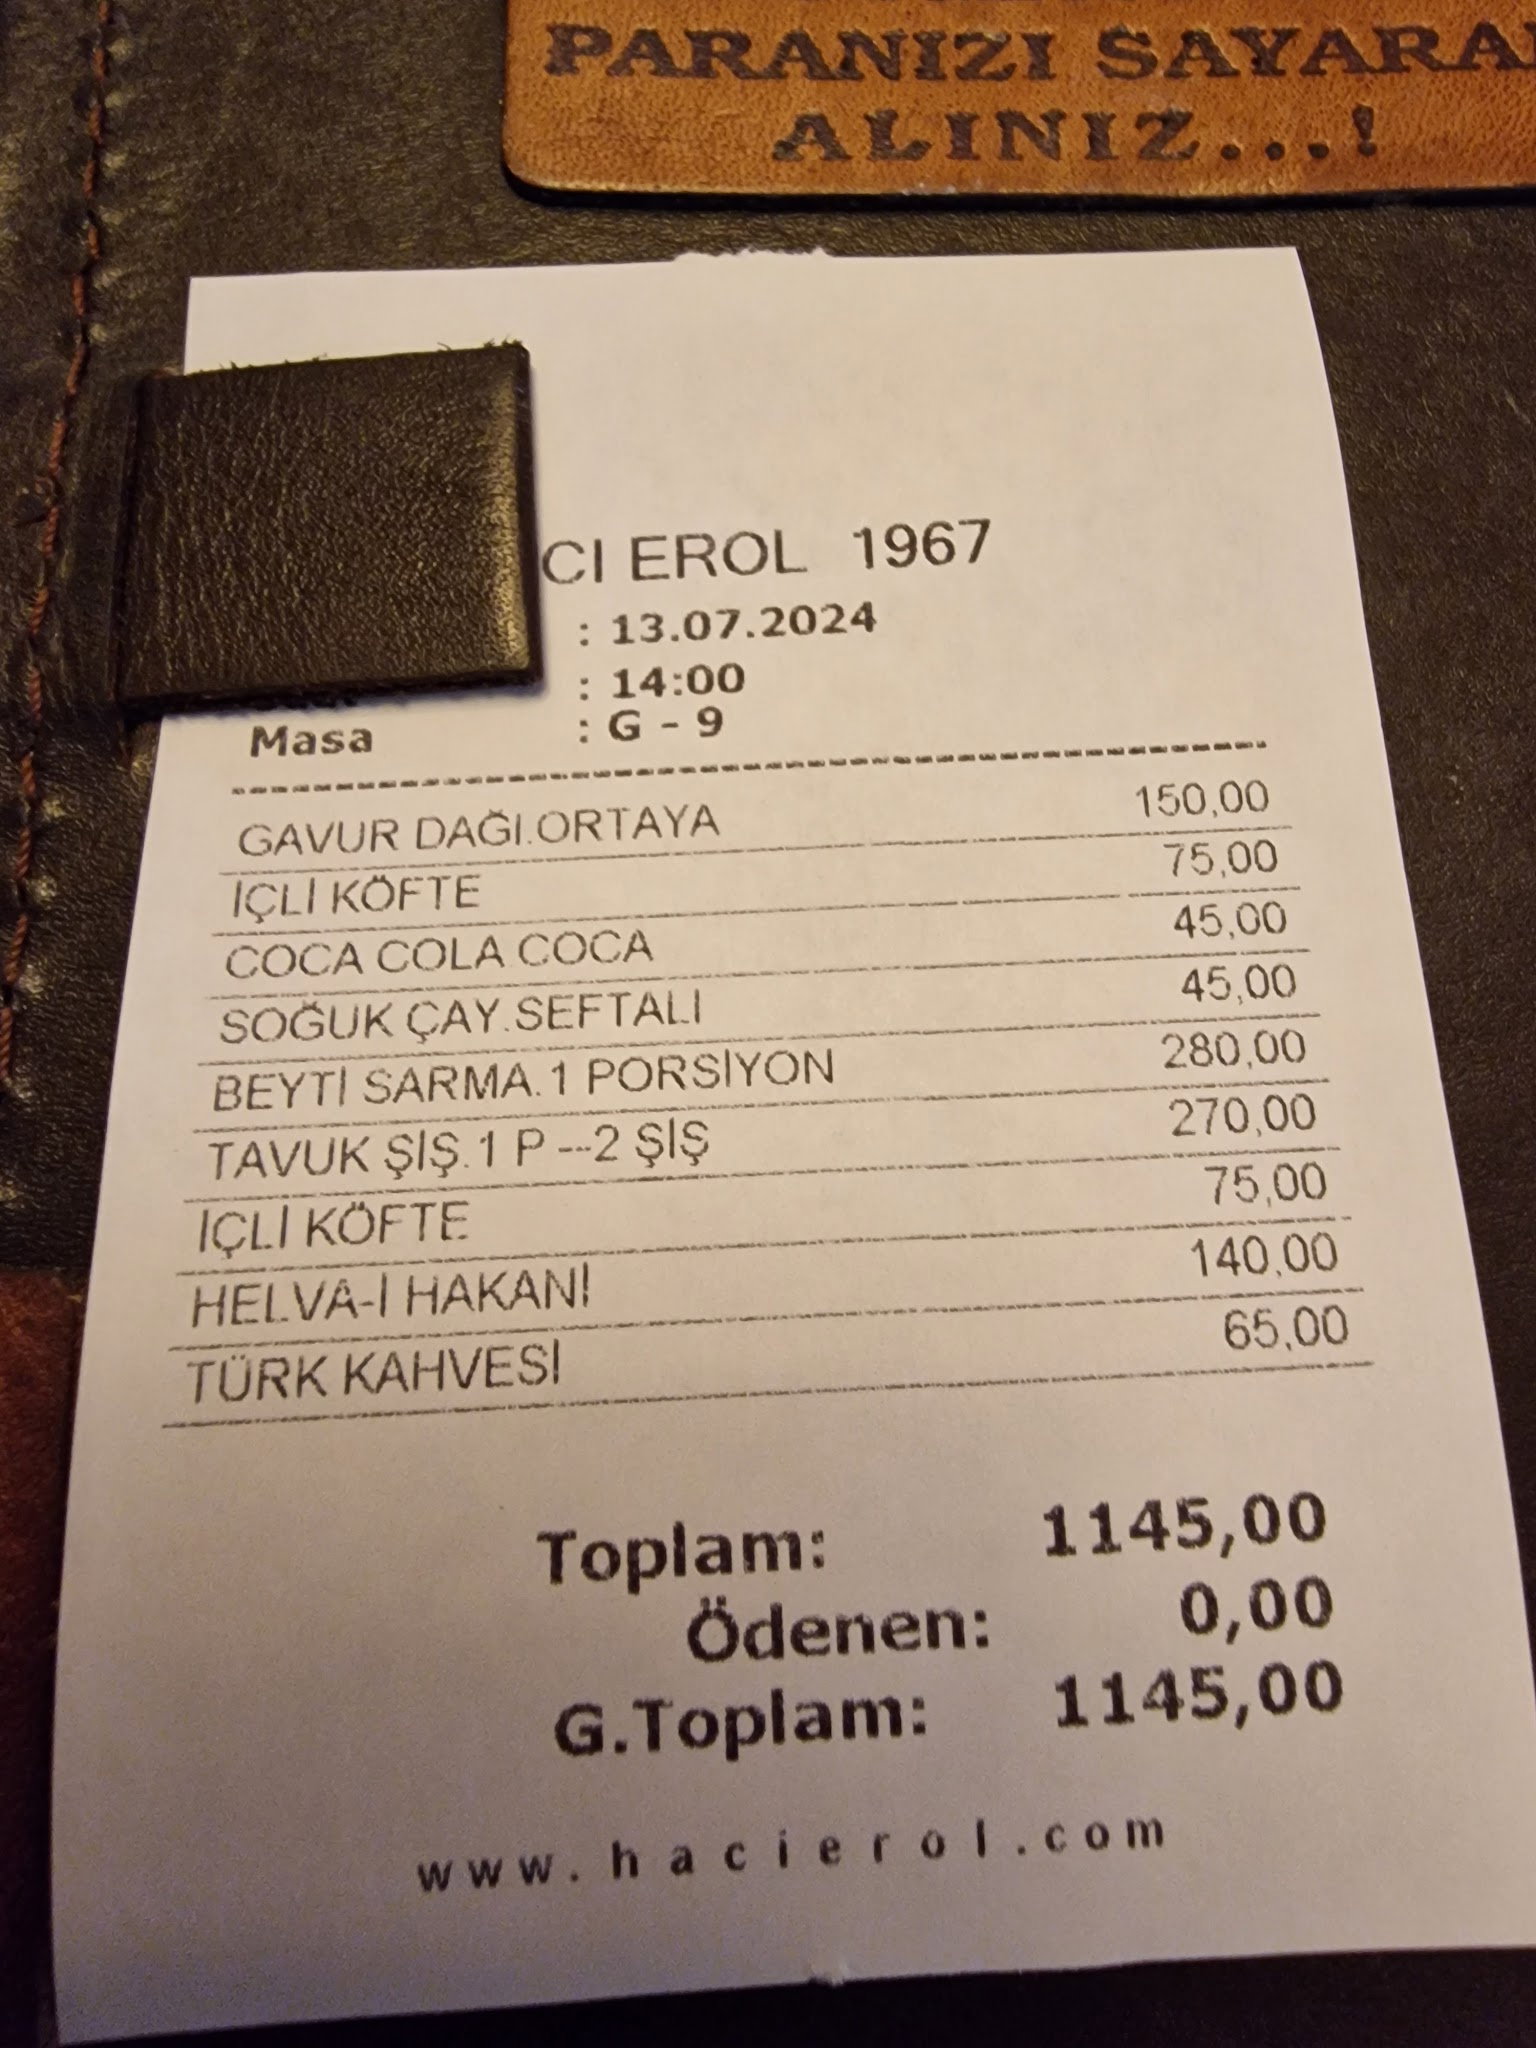 PARANIZI SAYARAK
ALINIZ...!
CI EROL 1967
: 13.07.2024
: 14:00
Masa : G - 9
GAVUR DAĞI.ORTAYA 150,00
İÇLİ KÖFTE 75,00
COCA COLA.COCA 45,00
SOĞUK ÇAY.SEFTALI 45,00
BEYTİ SARMA.1 PORSİYON 280,00
TAVUK ŞİŞ.1 P ---2 ŞİŞ 270,00
İÇLİ KÖFTE 75,00
HELVA-İ HAKANİ 140,00
TÜRK KAHVESİ 65,00
Toplam: 1145,00
Ödenen: 0,00
G.Toplam: 1145,00
www.hacierol.com